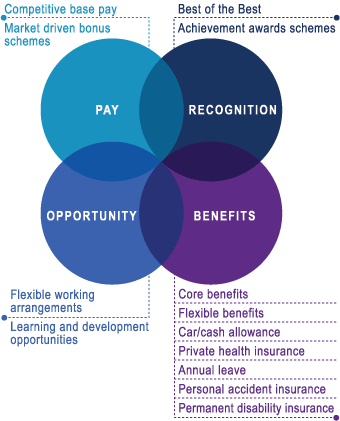 Competitive base pay
Market driven bonus
schemes
Best of the Best
Achievement awards schemes
PAY
RECOGNITION
OPPORTUNITY
BENEFITS
Flexible working
arrangements
Learning and development
opportunities
Core benefits
Flexible benefits
Car/cash allowance
Private health insurance
Annual leave
Personal accident insurance
Permanent disability insurance